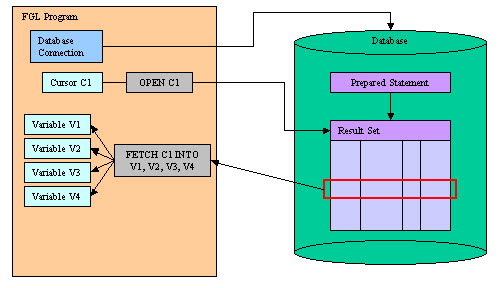 FGL Program
Database
Connection
Database
Cursor C1
OPEN C1
Prepared Statement
Variable V1
Variable V2
Variable V3
Variable V4
FETCH C1 INTO
V1, V2, V3, V4
Result Set